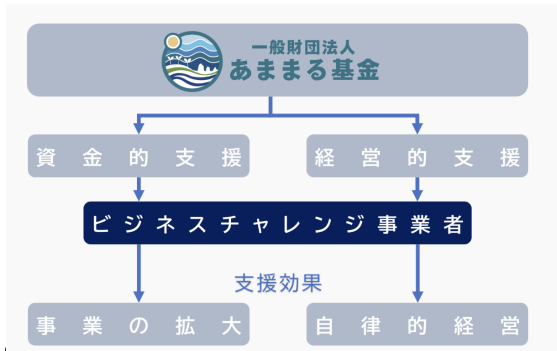 一般財団法人
あままる基金
資金的支援
経営的支援
ビジネスチャレンジ事業者
支援効果
事業の拡大
自律的経営